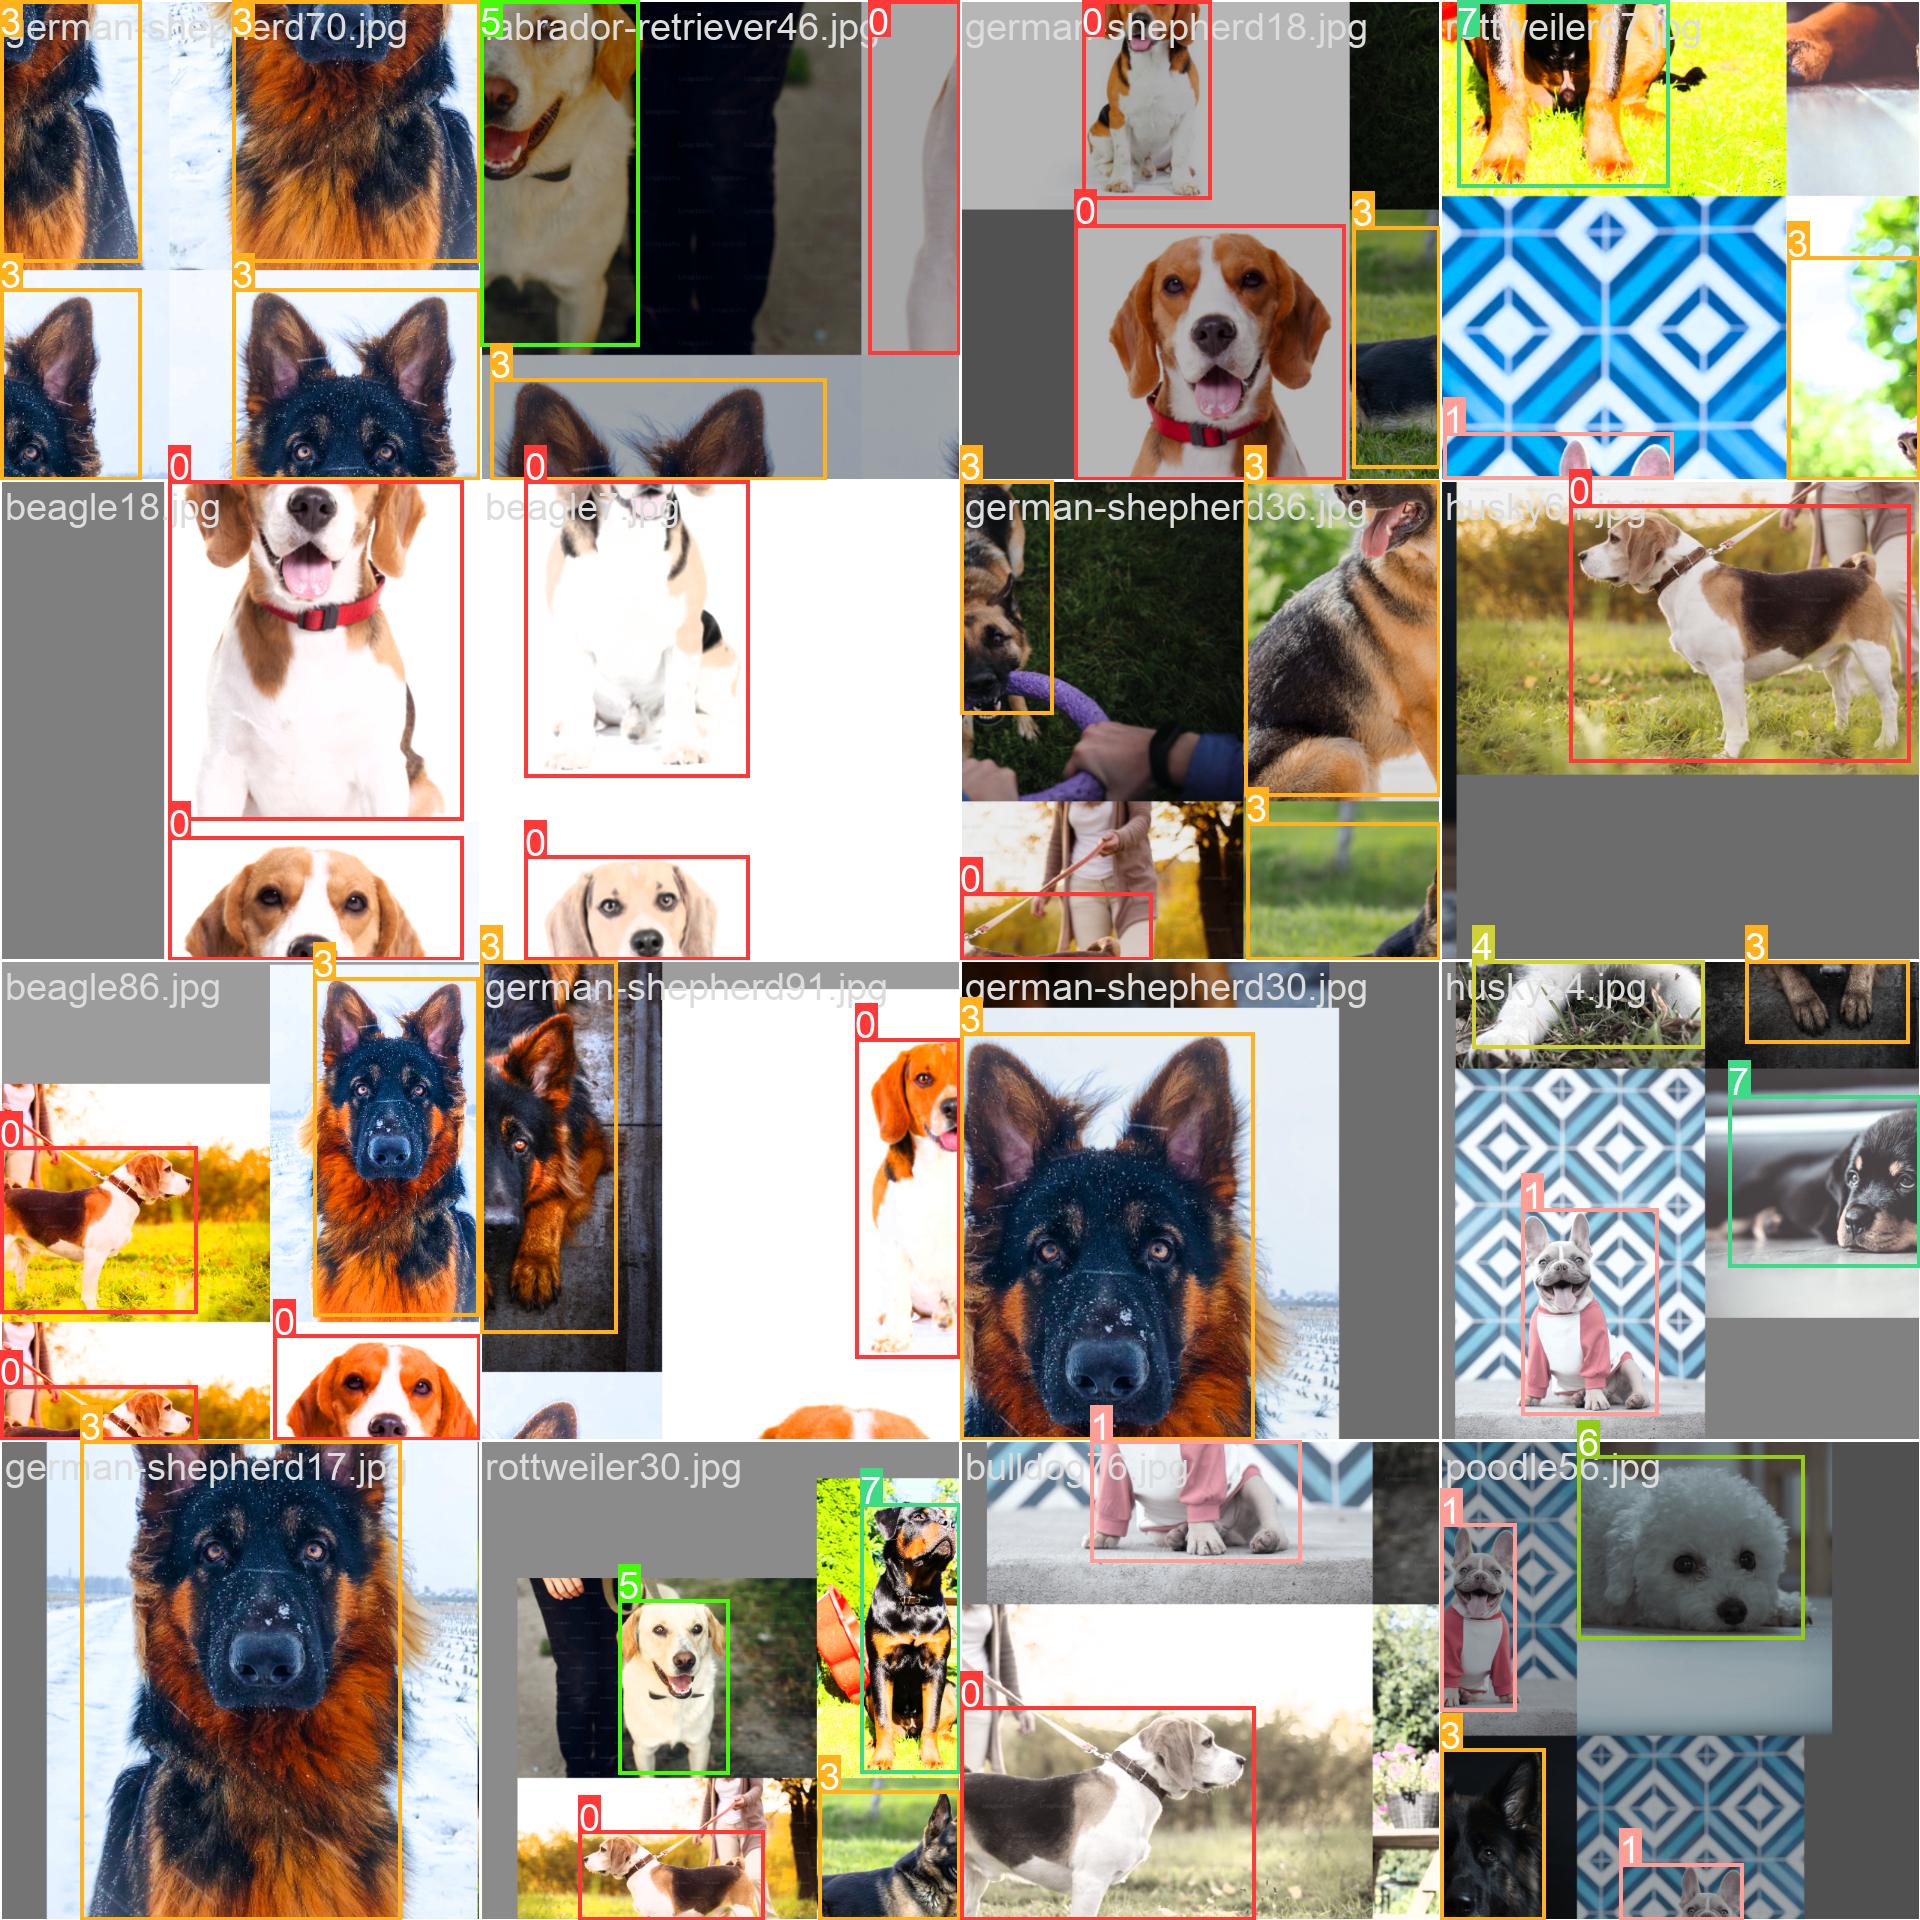 3
3
german-shepherd70.jpg
5
labrador-retriever46.jpg
0
0
german-shepherd18.jpg
7
rottweiler67.jpg
0
3
3
3
3
3
1
0
0
3
3
0
beagle18.jpg
beagle7.jpg
german-shepherd36.jpg
husky6
.jpg
0
0
3
0
3
3
4
3
beagle86.jpg
german-shepherd91.jpg
3
german-shepherd30.jpg
husky
4.jpg
0
7
0
1
0
0
3
1
6
german-shepherd17.jpg
rottweiler30.jpg
bulldog76.jpg
poodle56.jpg
7
1
5
0
3
3
0
1